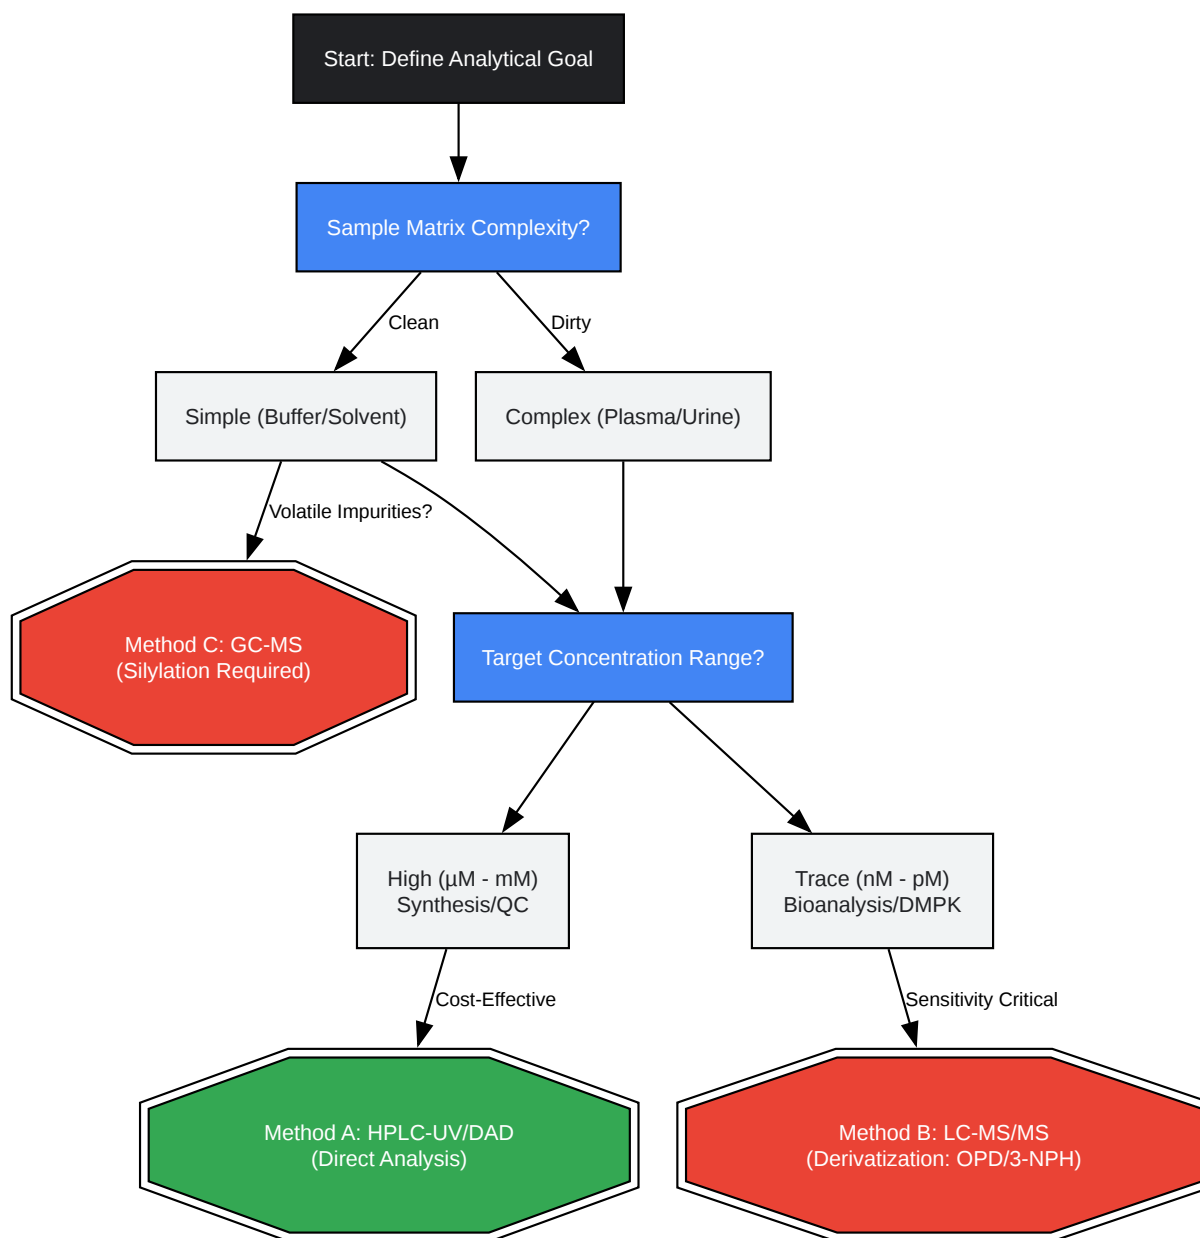 Start: Define Analytical Goal
Sample Matrix Complexity?
Clean
Dirty
Simple (Buffer/Solvent)
Complex (Plasma/Urine)
Volatile Impurities?
Method C: GC-MS
(Silylation Required)
Target Concentration Range?
High (µM - mM)
Synthesis/QC
Trace (nM - pM)
Bioanalysis/DMPK
Cost-Effective
Sensitivity Critical
Method A: HPLC-UV/DAD
(Direct Analysis)
Method B: LC-MS/MS
(Derivatization: OPD/3-NPH)